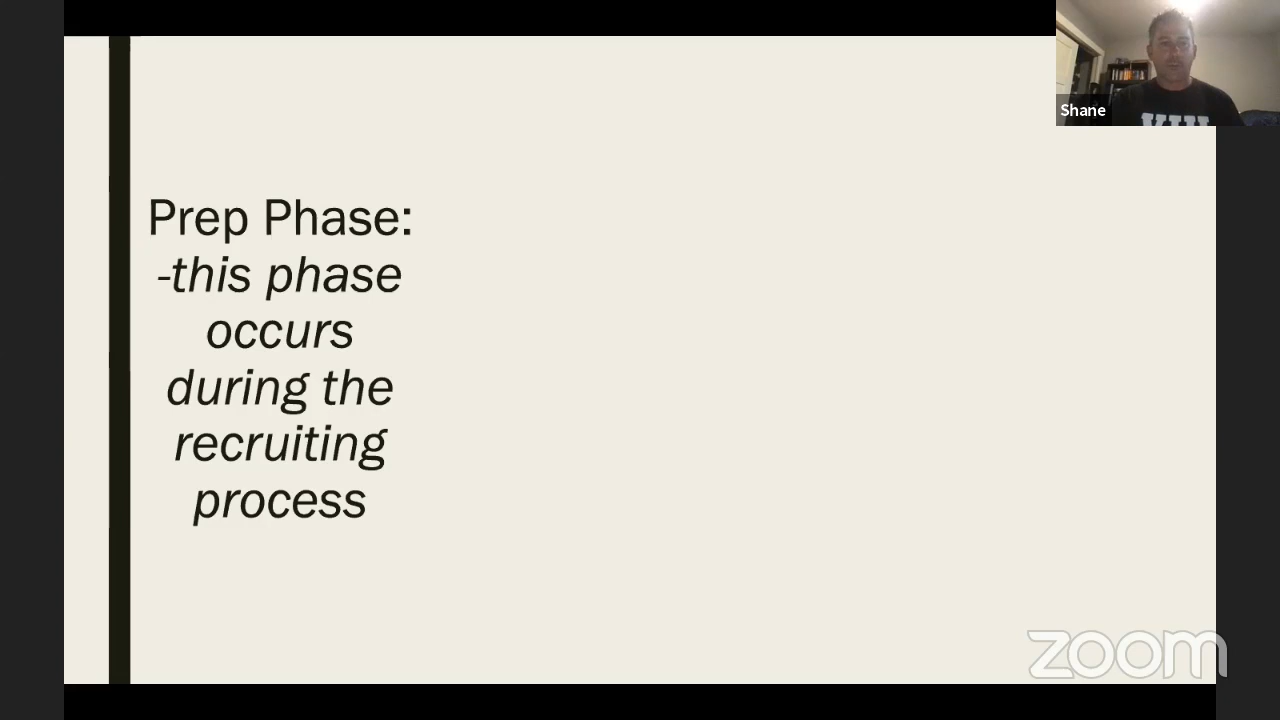 Shane
Prep Phase:
-this phase
occurs
during the
recruiting
process
zoom